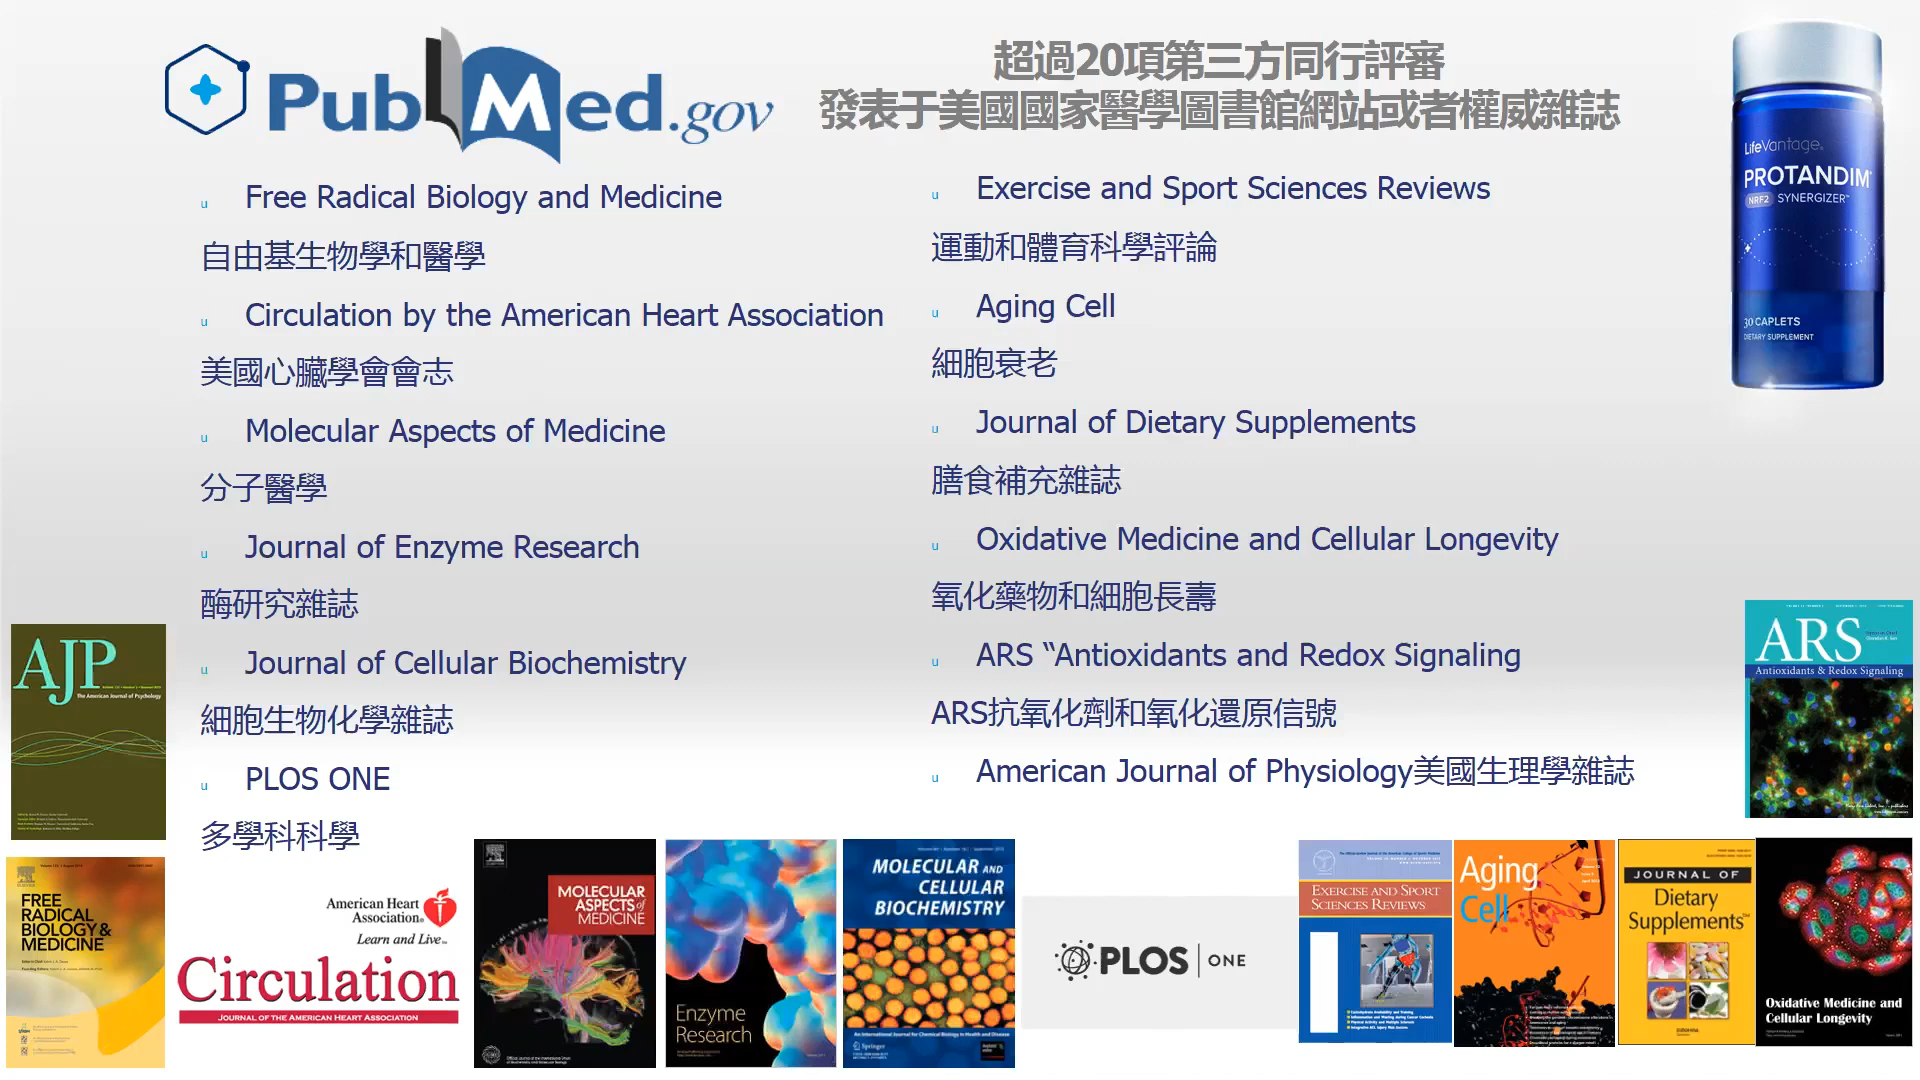 PubMed.gov
超過20項第三方同行評審
發表于美國國家醫學圖書館網站或者權威雜誌
Free Radical Biology and Medicine
自由基生物學和醫學
Circulation by the American Heart Association
美國心臟學會會志
Molecular Aspects of Medicine
分子醫學
Journal of Enzyme Research
酶研究雜誌
Journal of Cellular Biochemistry
細胞生物化學雜誌
PLOS ONE
多學科科學
Exercise and Sport Sciences Reviews
運動和體育科學評論
Aging Cell
細胞衰老
Journal of Dietary Supplements
膳食補充雜誌
Oxidative Medicine and Cellular Longevity
氧化藥物和細胞長壽
ARS “Antioxidants and Redox Signaling
ARS抗氧化劑和氧化還原信號
American Journal of Physiology美國生理學雜誌
LifeVantage
PROTANDIM
NRF2 SYNERGIZER™
30 CAPLETS
DIETARY SUPPLEMENT
AJP
The American Journal of Psychology
ARS
Antioxidants & Redox Signaling
FREE
RADICAL
BIOLOGY &
MEDICINE
American Heart
Association®
Learn and Live
Circulation
JOURNAL OF THE AMERICAN HEART ASSOCIATION
MOLECULAR
ASPECTS of
MEDICINE
Enzyme
Research
MOLECULAR AND
CELLULAR
BIOCHEMISTRY
An International Journal for Chemical Biology in Health and Disease
Springer
PLOS ONE
EXERCISE AND SPORT
SCIENCES REVIEWS
Aging
Cell
JOURNAL OF
Dietary
Supplements
Oxidative Medicine and
Cellular Longevity